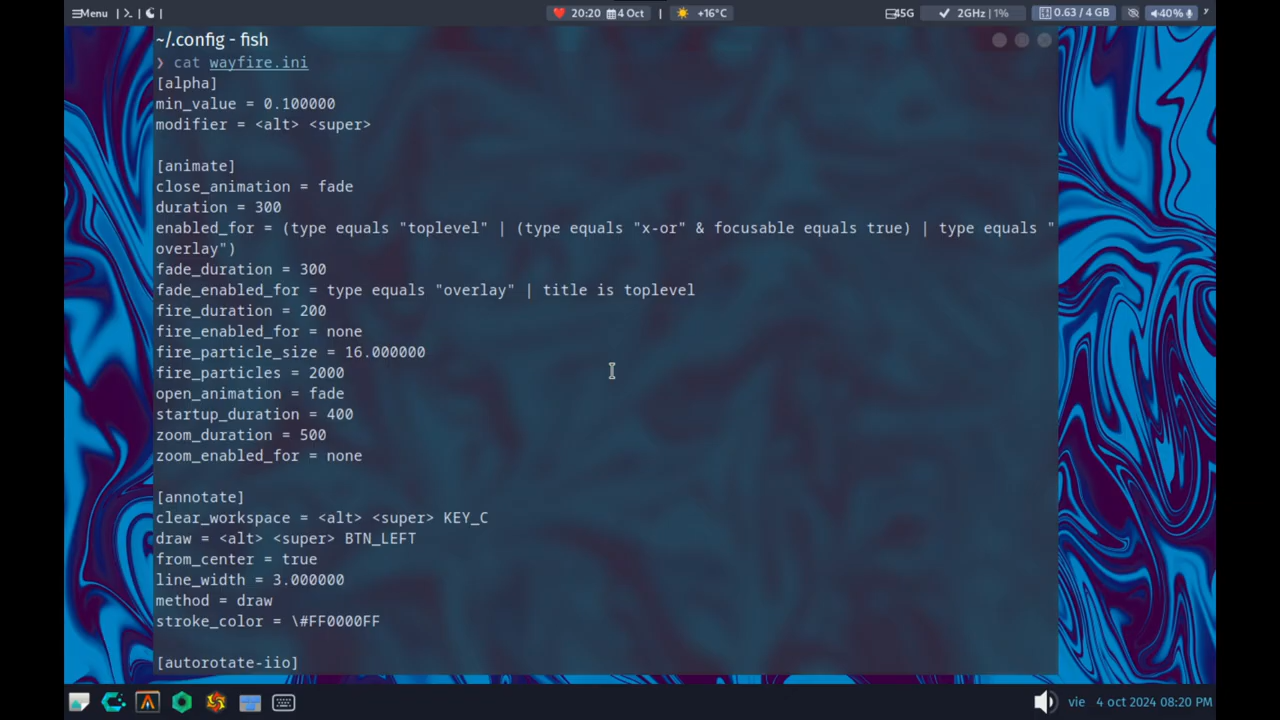 Menu | >_ | |
20:20 4 Oct | +16°C
45G 2GHz | 1% 0.63 / 4 GB 40%
~/.config - fish
❯ cat wayfire.ini
[alpha]
min_value = 0.100000
modifier = <alt> <super>
[animate]
close_animation = fade
duration = 300
enabled_for = (type equals "toplevel" | (type equals "x-or" & focusable equals true) | type equals "
overlay")
fade_duration = 300
fade_enabled_for = type equals "overlay" | title is toplevel
fire_duration = 200
fire_enabled_for = none
fire_particle_size = 16.000000
fire_particles = 2000
open_animation = fade
startup_duration = 400
zoom_duration = 500
zoom_enabled_for = none
[annotate]
clear_workspace = <alt> <super> KEY_C
draw = <alt> <super> BTN_LEFT
from_center = true
line_width = 3.000000
method = draw
stroke_color = \#FF0000FF
[autorotate-iio]
vie 4 oct 2024 08:20 PM